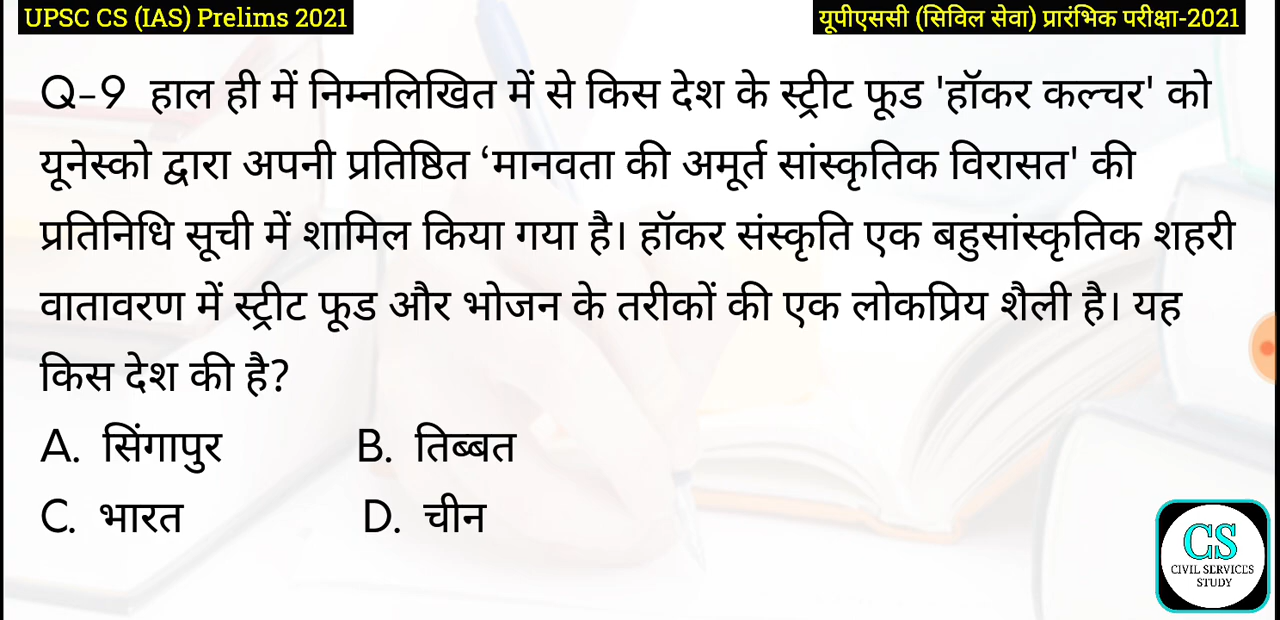 UPSC CS (IAS) Prelims 2021
यूपीएससी (सिविल सेवा) प्रारंभिक परीक्षा-2021
Q-9 हाल ही में निम्नलिखित में से किस देश के स्ट्रीट फूड 'हॉकर कल्चर' को
यूनेस्को द्वारा अपनी प्रतिष्ठित ‘मानवता की अमूर्त सांस्कृतिक विरासत' की
प्रतिनिधि सूची में शामिल किया गया है। हॉकर संस्कृति एक बहुसांस्कृतिक शहरी
वातावरण में स्ट्रीट फूड और भोजन के तरीकों की एक लोकप्रिय शैली है। यह
किस देश की है?
A. सिंगापुर B. तिब्बत
C. भारत D. चीन
CS
CIVIL SERVICES
STUDY